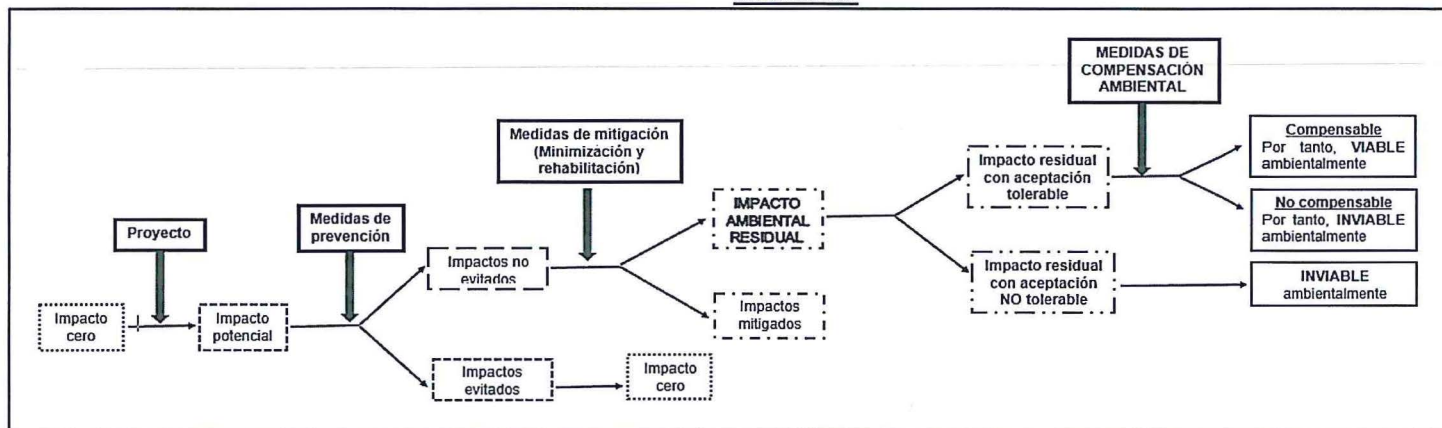 MEDIDAS DE
COMPENSACIÓN
AMBIENTAL
Medidas de mitigación
(Minimización y
rehabilitación)
Compensable
Por tanto, VIABLE
ambientalmente
Impacto residual
con aceptación
tolerable
No compensable
Por tanto, INVIABLE
ambientalmente
IMPACTO
AMBIENTAL
RESIDUAL
Medidas de
prevención
Proyecto
Impactos no
evitados
Impacto residual
con aceptación
NO tolerable
INVIABLE
ambientalmente
Impacto
cero
Impacto
potencial
Impactos
mitigados
Impactos
evitados
Impacto
cero